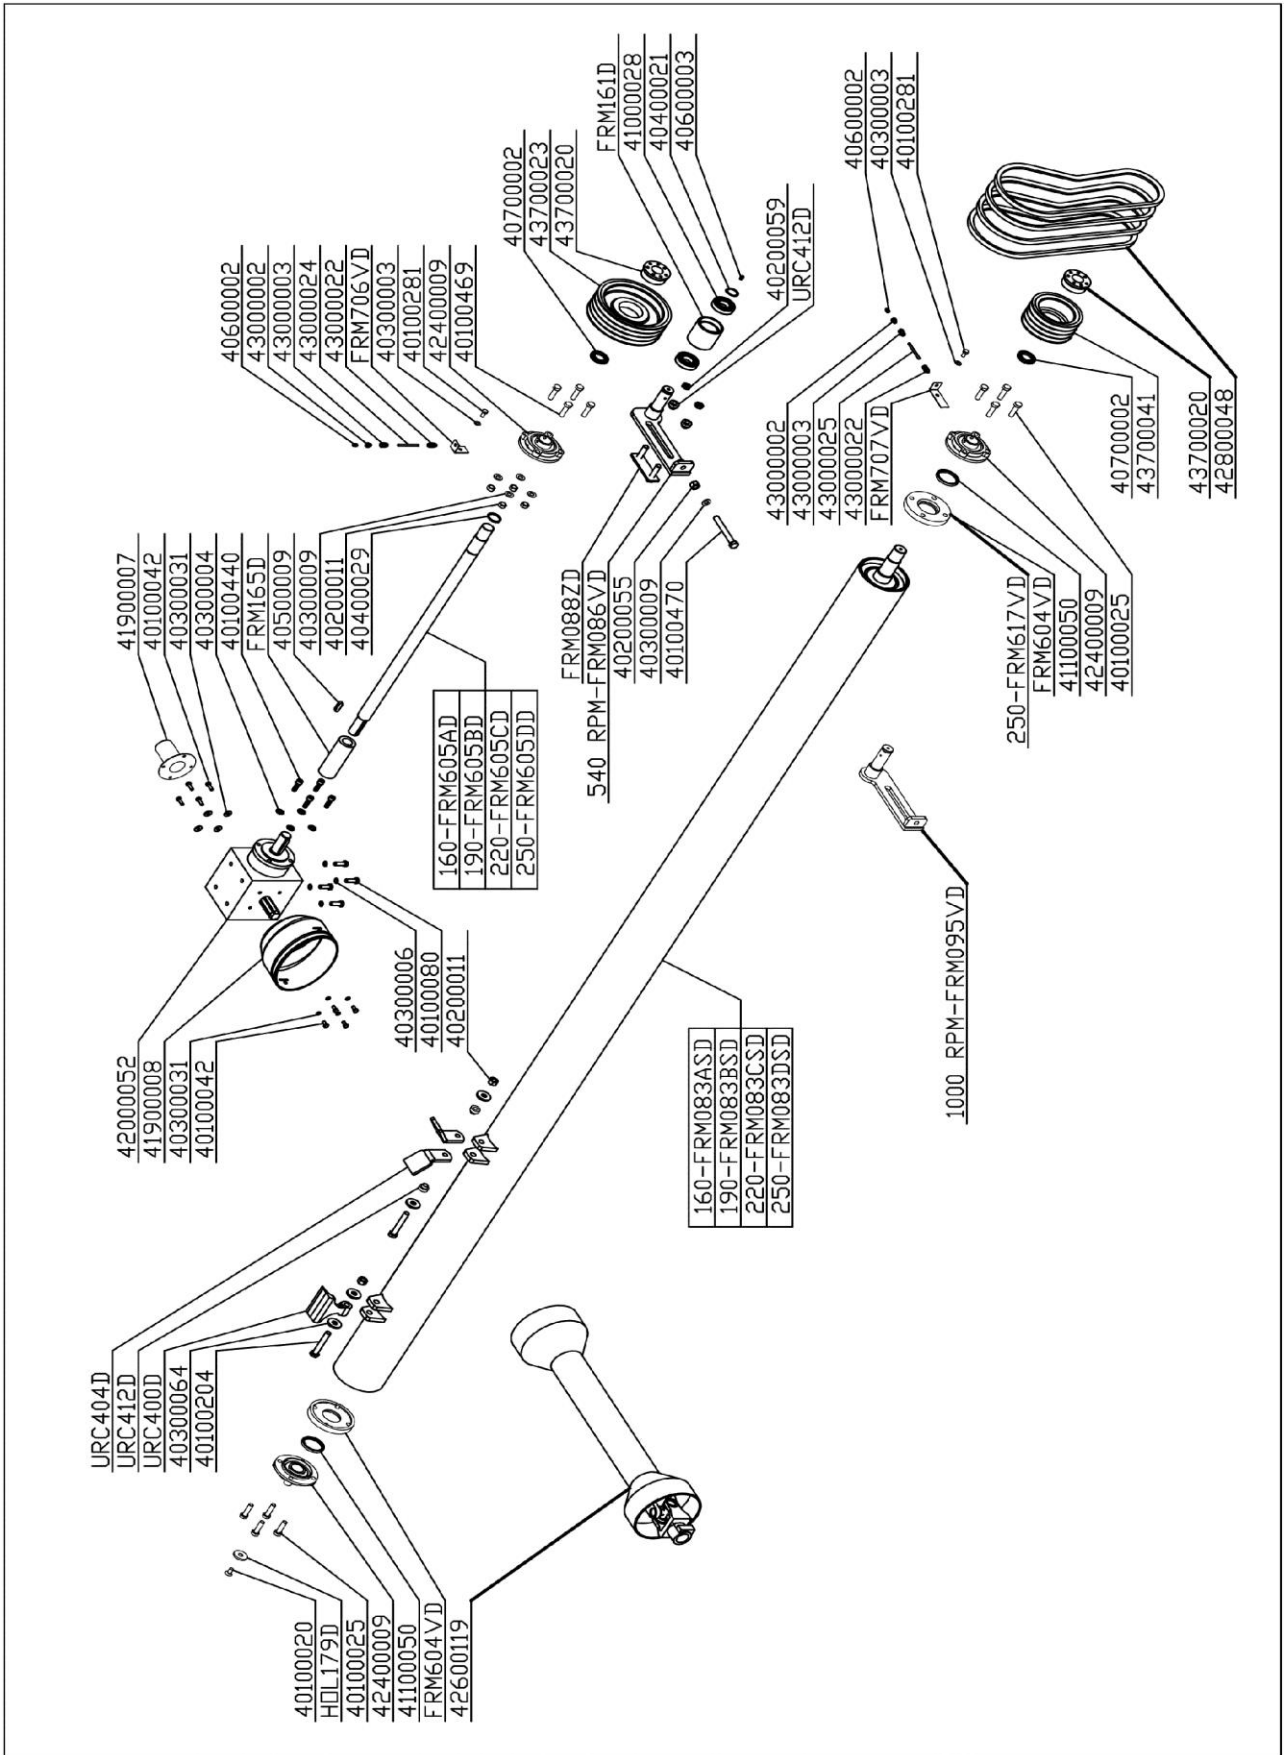 41900007
40100042
40300031
40300004
40100440
FRM165D
40500009
40300009
40200011
40400029
40600002
43000002
43000003
43000024
43000022
FRM706VD
40300003
40100281
42400009
40100469
40700002
43700023
43700020
FRM161D
41000028
40400021
40600003
40200059
URC412D
40600002
40300003
40100281
43000002
43000003
43000025
43000022
FRM707VD
40700002
43700041
43700020
42800048
160-FRM605AD
190-FRM605BD
220-FRM605CD
250-FRM605DD
FRM088ZD
540 RPM-FRM086VD
40200055
40300009
40100470
250-FRM617VD
FRM604VD
41100050
42400009
40100025
42000052
41900008
40300031
40100042
40300006
40100080
40200011
URC404D
URC412D
URC400D
40300064
40100204
160-FRM083ASD
190-FRM083BSD
220-FRM083CSD
250-FRM083DSD
1000 RPM-FRM095VD
40100020
HOL179D
40100025
42400009
41100050
FRM604VD
42600119